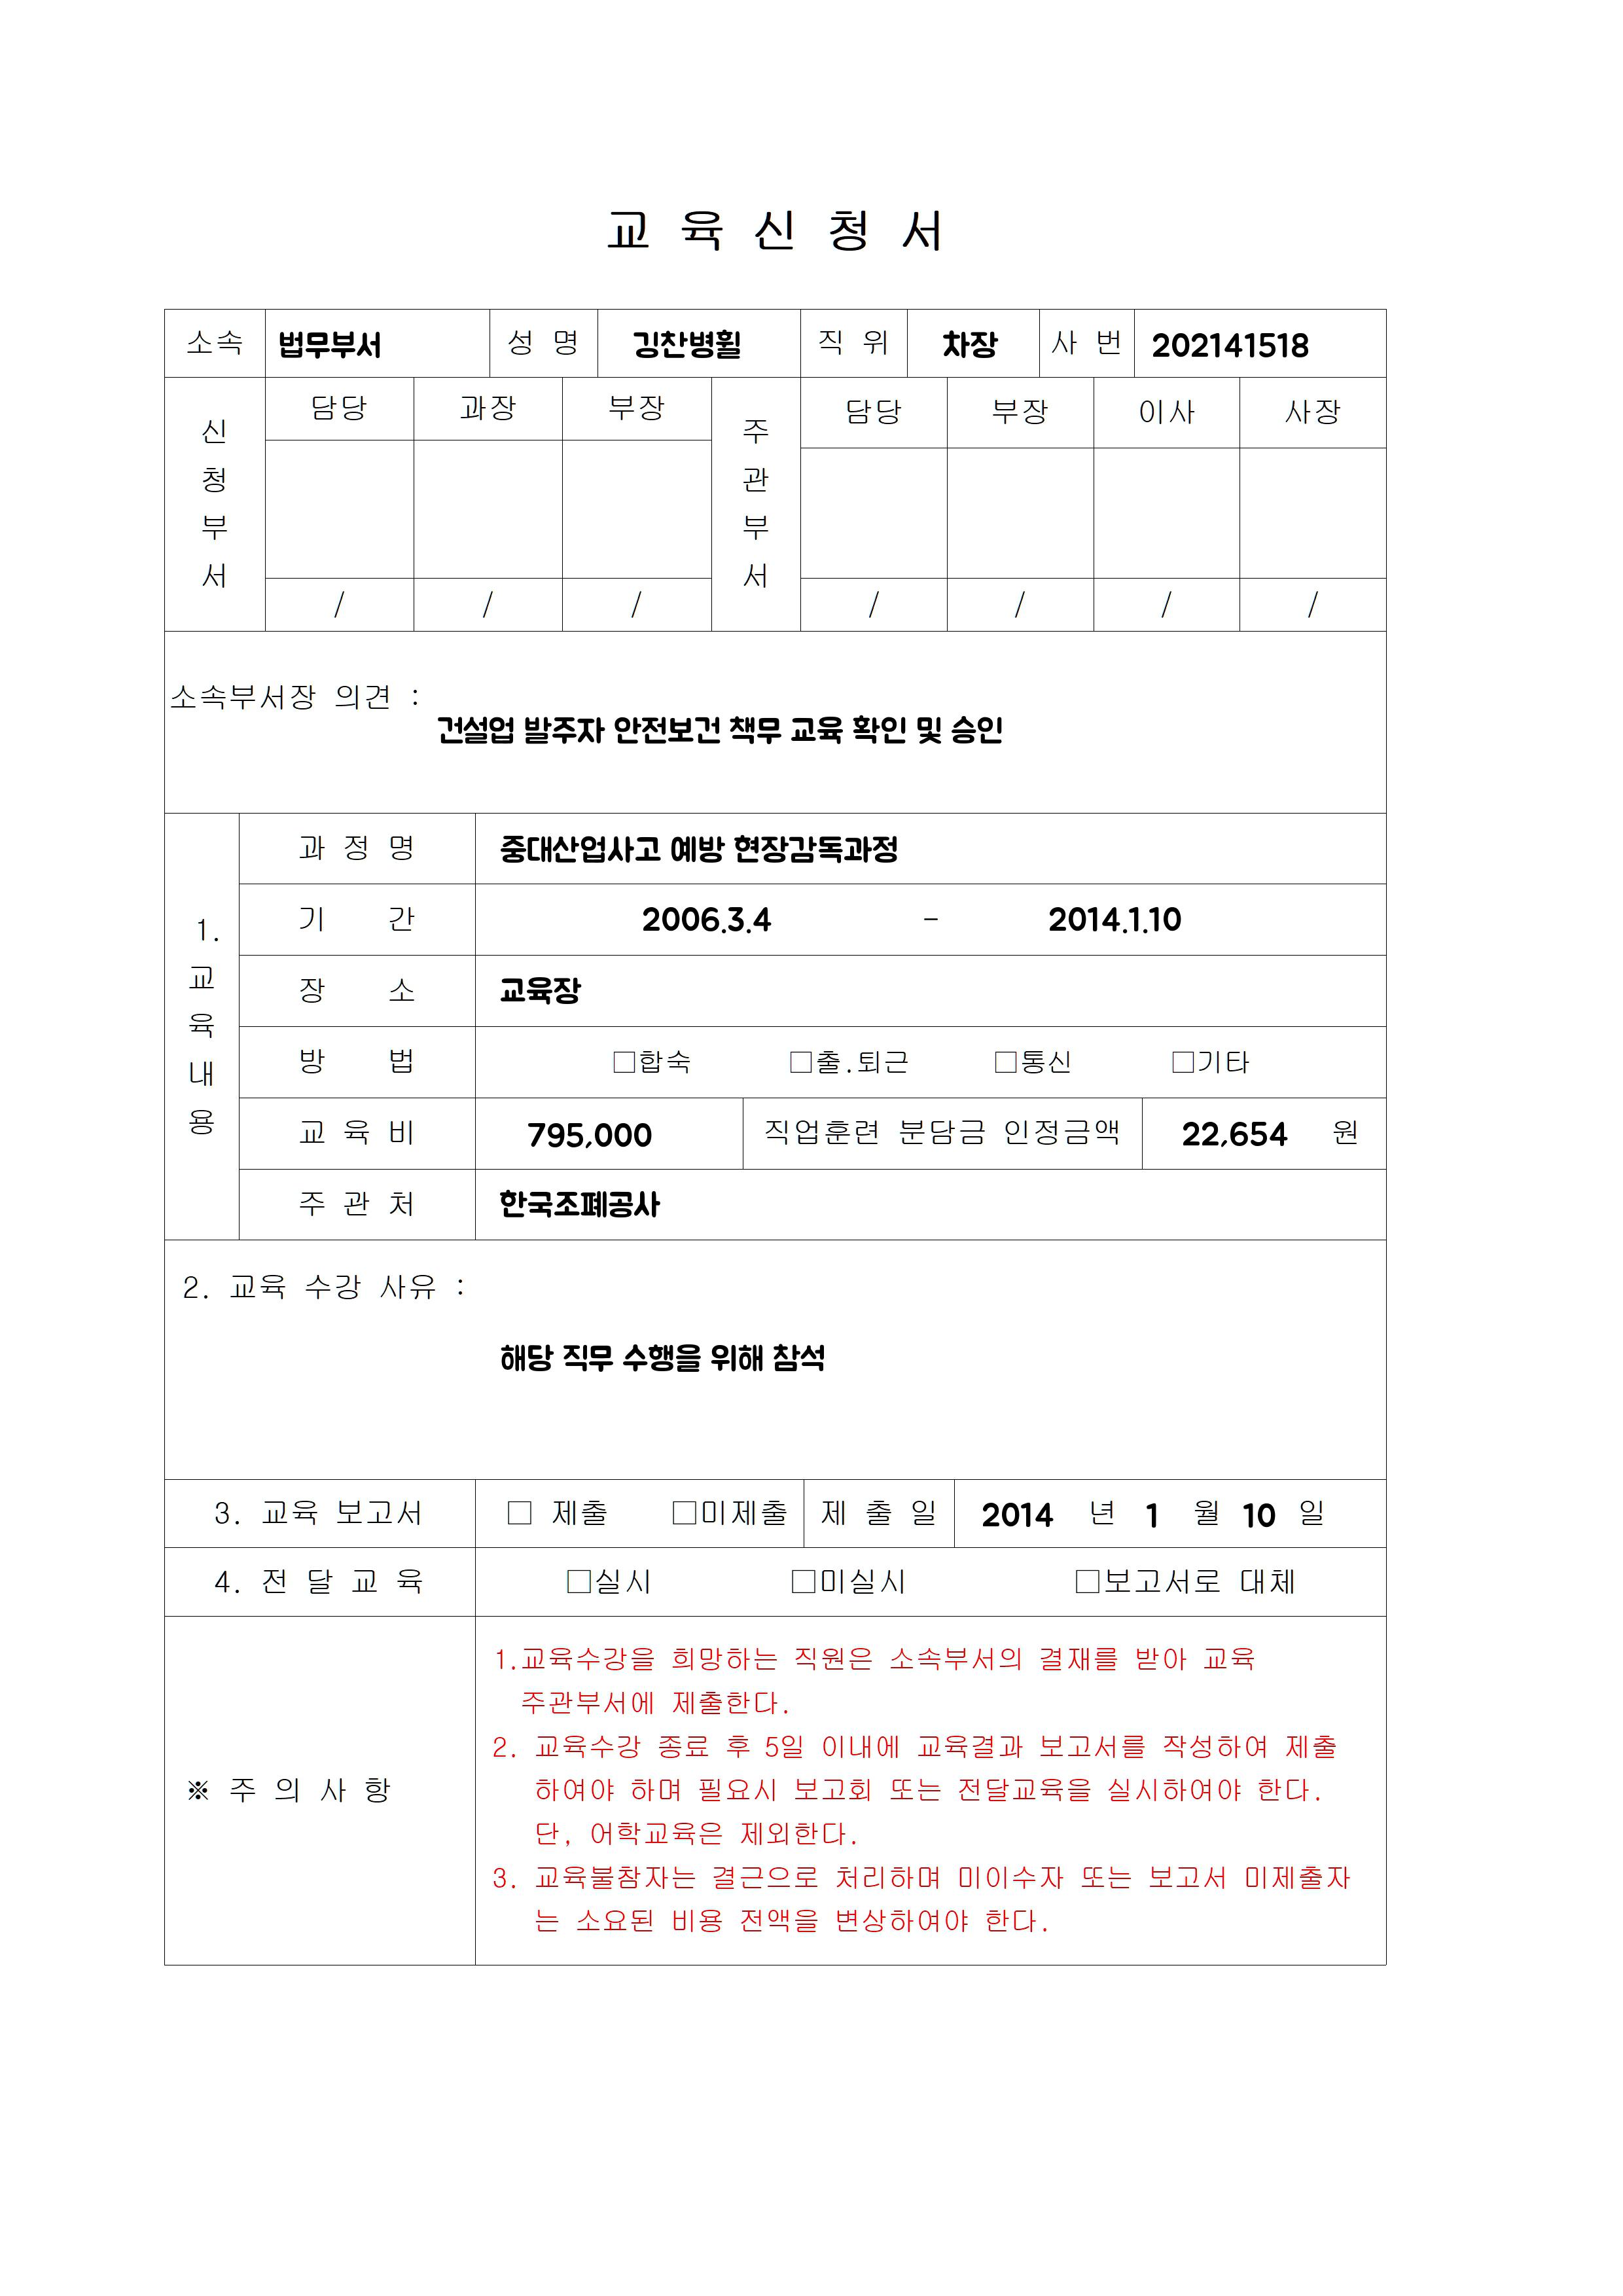 교 육 신 청 서
소속 법무부서 성 명 깅찬병휠 직 위 차장 사 번 202141518
신청부서 담당 과장 부장 주관부서 담당 부장 이사 사장
/ / / / / / /
소속부서장 의견 :
건설업 발주자 안전보건 책무 교육 확인 및 승인
1. 교육내용
과 정 명 중대산업사고 예방 현장감독과정
기 간 2006.3.4 - 2014.1.10
장 소 교육장
방 법 □합숙 □출.퇴근 □통신 □기타
교 육 비 795,000 직업훈련 분담금 인정금액 22,654 원
주 관 처 한국조폐공사
2. 교육 수강 사유 :
해당 직무 수행을 위해 참석
3. 교육 보고서 □ 제출 □미제출 제 출 일 2014 년 1 월 10 일
4. 전 달 교 육 □실시 □미실시 □보고서로 대체
※ 주 의 사 항
1.교육수강을 희망하는 직원은 소속부서의 결재를 받아 교육
주관부서에 제출한다.
2. 교육수강 종료 후 5일 이내에 교육결과 보고서를 작성하여 제출
하여야 하며 필요시 보고회 또는 전달교육을 실시하여야 한다.
단, 어학교육은 제외한다.
3. 교육불참자는 결근으로 처리하며 미이수자 또는 보고서 미제출자
는 소요된 비용 전액을 변상하여야 한다.